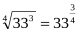 ∜33³ = 33^(3/4)